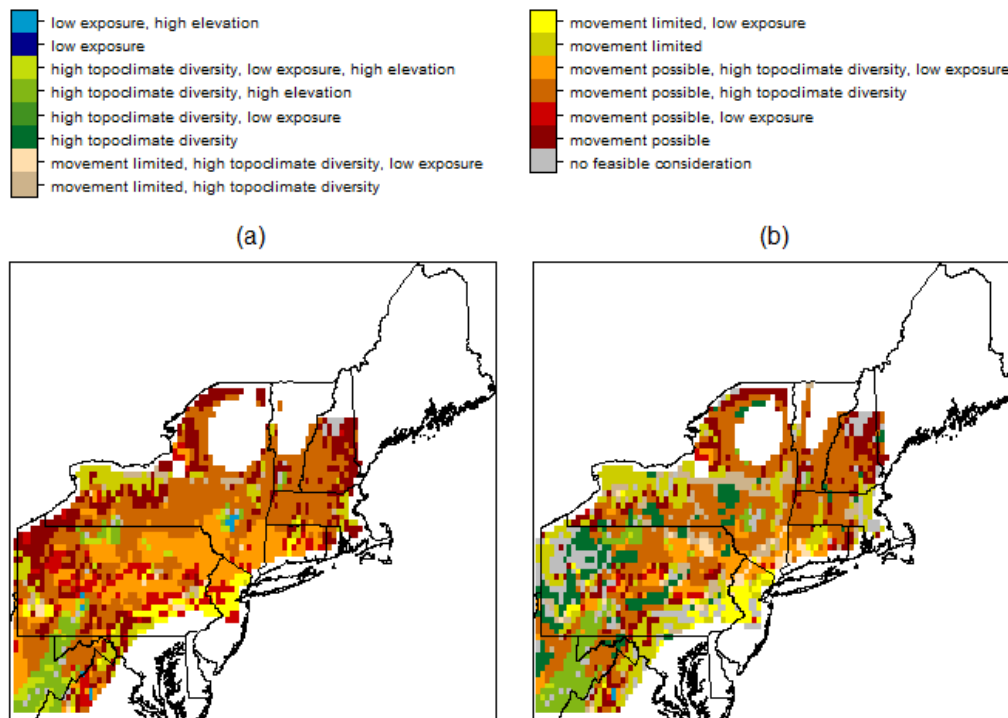 low exposure, high elevation
low exposure
high topoclimate diversity, low exposure, high elevation
high topoclimate diversity, high elevation
high topoclimate diversity, low exposure
high topoclimate diversity
movement limited, high topoclimate diversity, low exposure
movement limited, high topoclimate diversity
movement limited, low exposure
movement limited
movement possible, high topoclimate diversity, low exposure
movement possible, high topoclimate diversity
movement possible, low exposure
movement possible
no feasible consideration
(a)
(b)